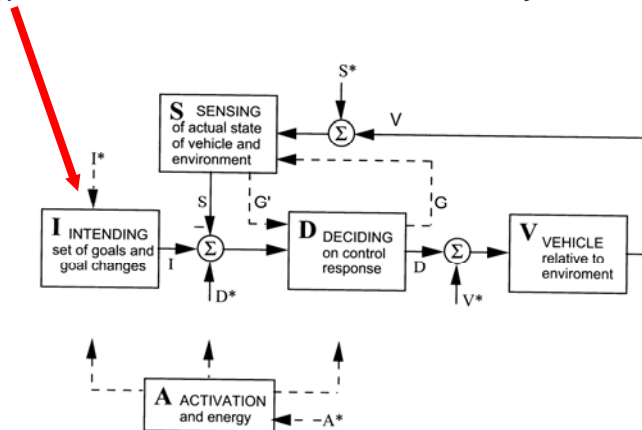 S*
S SENSING
of actual state
of vehicle and
environment
Σ
V
I*
S
G'
G
I INTENDING
set of goals and
goal changes
I
Σ
D*
D DECIDING
on control
response
D
Σ
V*
V VEHICLE
relative to
enviroment
A ACTIVATION
and energy
A*